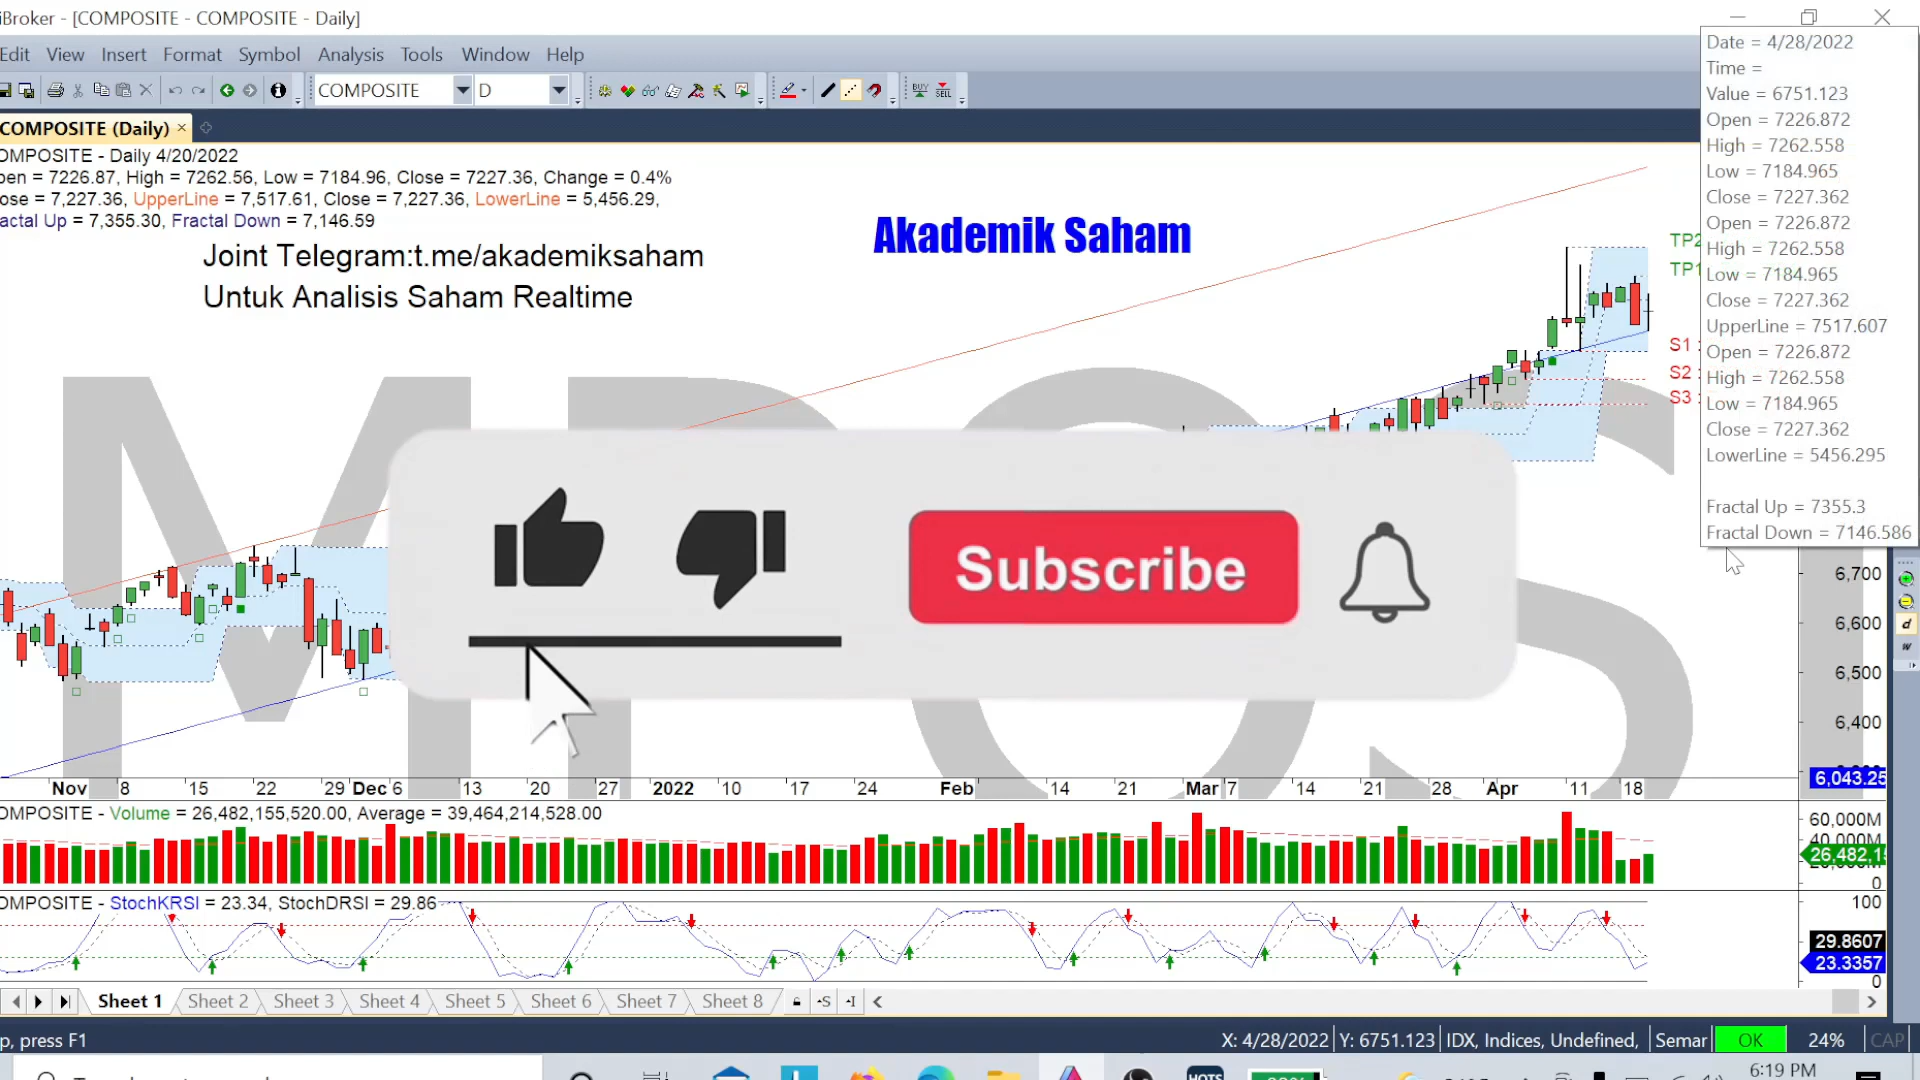 iBroker - [COMPOSITE - COMPOSITE - Daily]
Edit View Insert Format Symbol Analysis Tools Window Help
COMPOSITE D BUY SELL
COMPOSITE (Daily)
OMPOSITE - Daily 4/20/2022
pen = 7226.87, High = 7262.56, Low = 7184.96, Close = 7227.36, Change = 0.4%
ose = 7,227.36, UpperLine = 7,517.61, Close = 7,227.36, LowerLine = 5,456.29,
actal Up = 7,355.30, Fractal Down = 7,146.59
Joint Telegram:t.me/akademiksaham
Untuk Analisis Saham Realtime
Akademik Saham
TP2
TP1
S1 :
S2 :
S3 :
Date = 4/28/2022
Time =
Value = 6751.123
Open = 7226.872
High = 7262.558
Low = 7184.965
Close = 7227.362
Open = 7226.872
High = 7262.558
Low = 7184.965
Close = 7227.362
UpperLine = 7517.607
Open = 7226.872
High = 7262.558
Low = 7184.965
Close = 7227.362
LowerLine = 5456.295
Fractal Up = 7355.3
Fractal Down = 7146.586
Subscribe
6,700
6,600
6,500
6,400
6,043.25
d
w
Nov 8 15 22 29 Dec 6 13 20 27 2022 10 17 24 Feb 14 21 Mar 7 14 21 28 Apr 11 18
OMPOSITE - Volume = 26,482,155,520.00, Average = 39,464,214,528.00
60,000M
40,000M
26,482,1
0
OMPOSITE - StochKRSI = 23.34, StochDRSI = 29.86
100
29.8607
23.3357
0
Sheet 1 Sheet 2 Sheet 3 Sheet 4 Sheet 5 Sheet 6 Sheet 7 Sheet 8
p, press F1
X: 4/28/2022 Y: 6751.123 IDX, Indices, Undefined, Semar OK 24% CAP
HOTS
6:19 PM